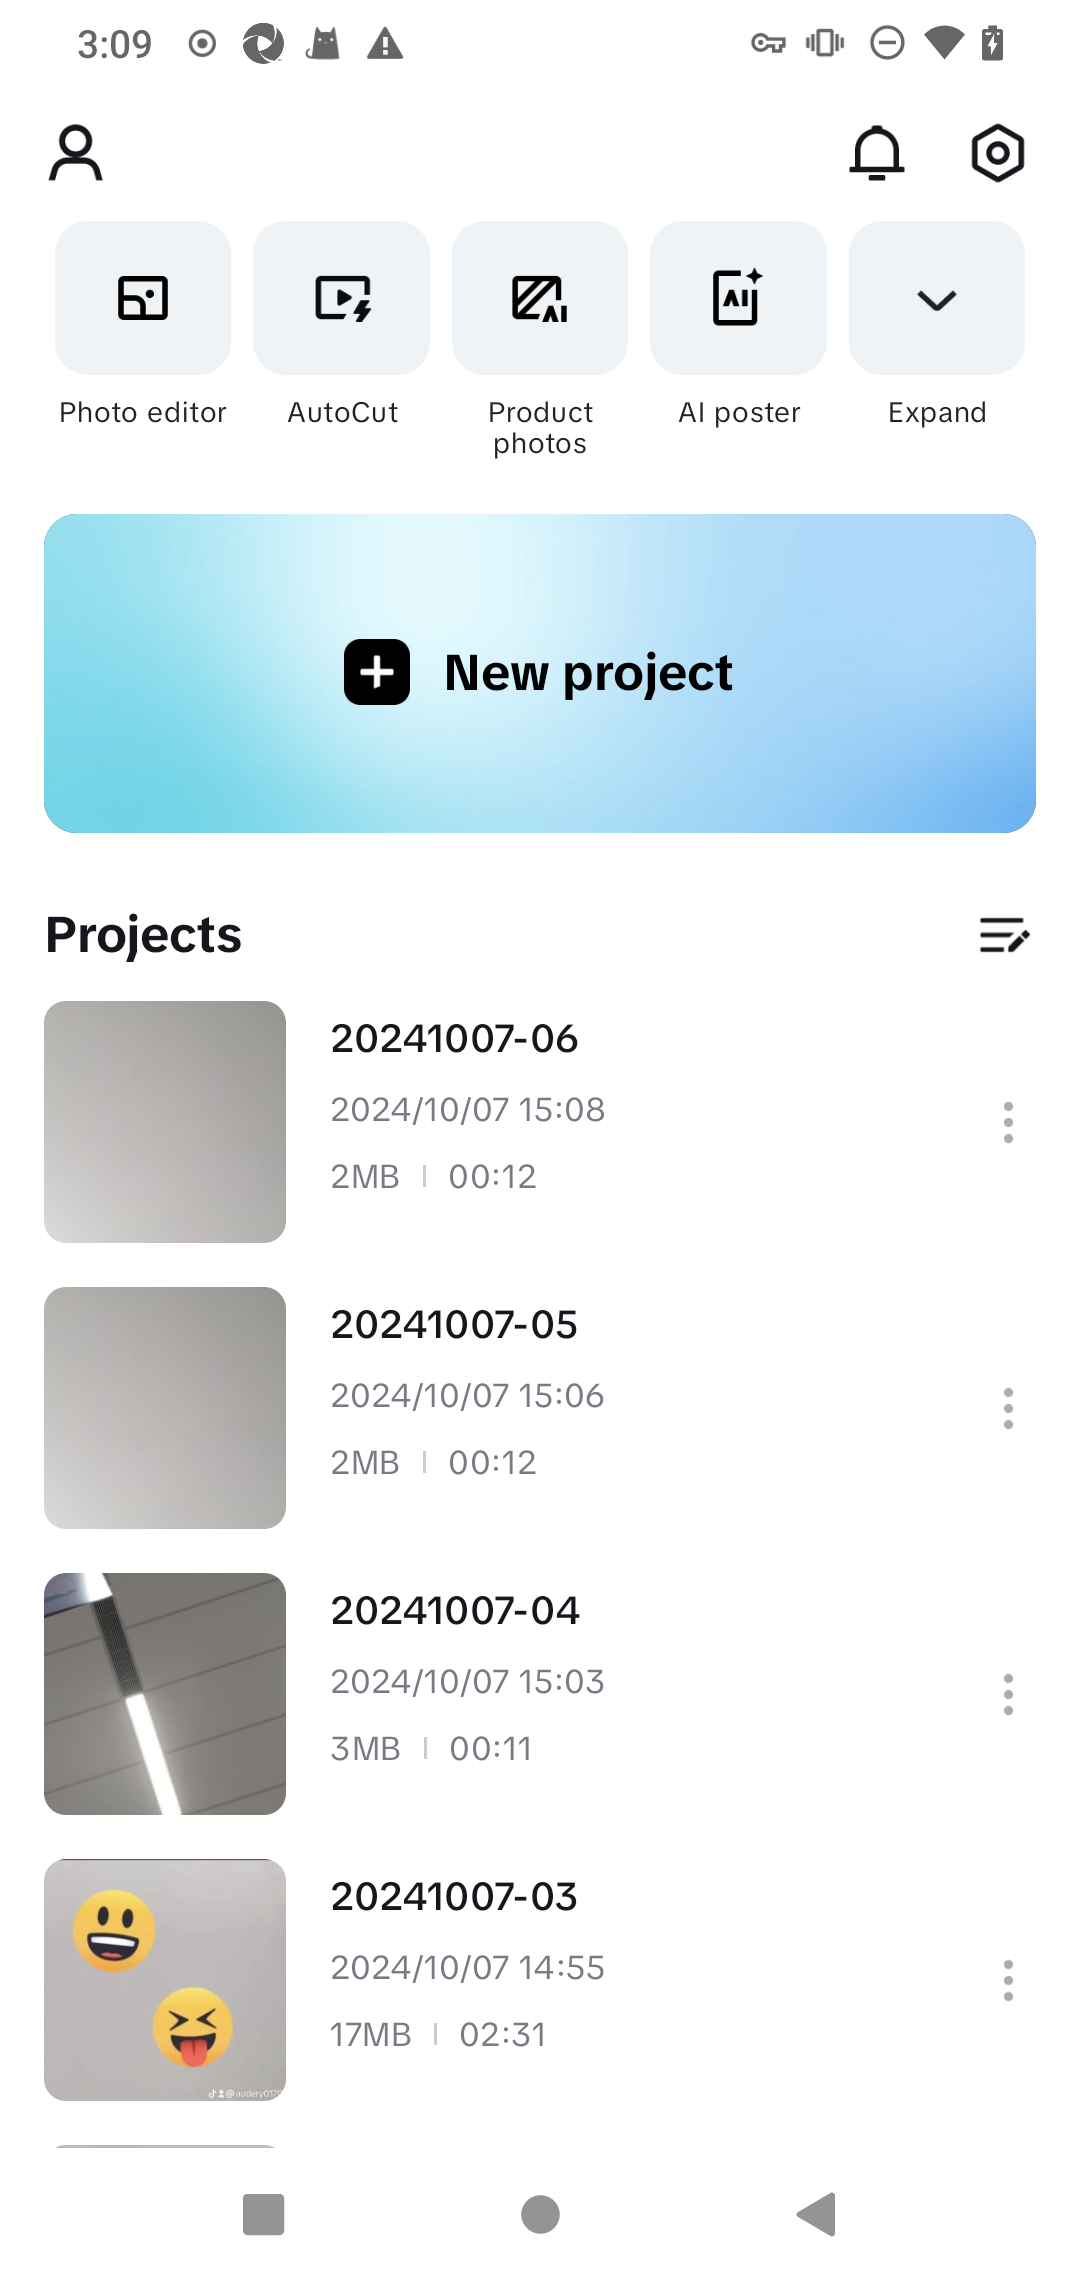 3:09
Photo editor
AutoCut
Product
photos
AI poster
Expand
New project
Projects
20241007-06
2024/10/07 15:08
2MB 00:12
20241007-05
2024/10/07 15:06
2MB 00:12
20241007-04
2024/10/07 15:03
3MB 00:11
20241007-03
2024/10/07 14:55
17MB 02:31